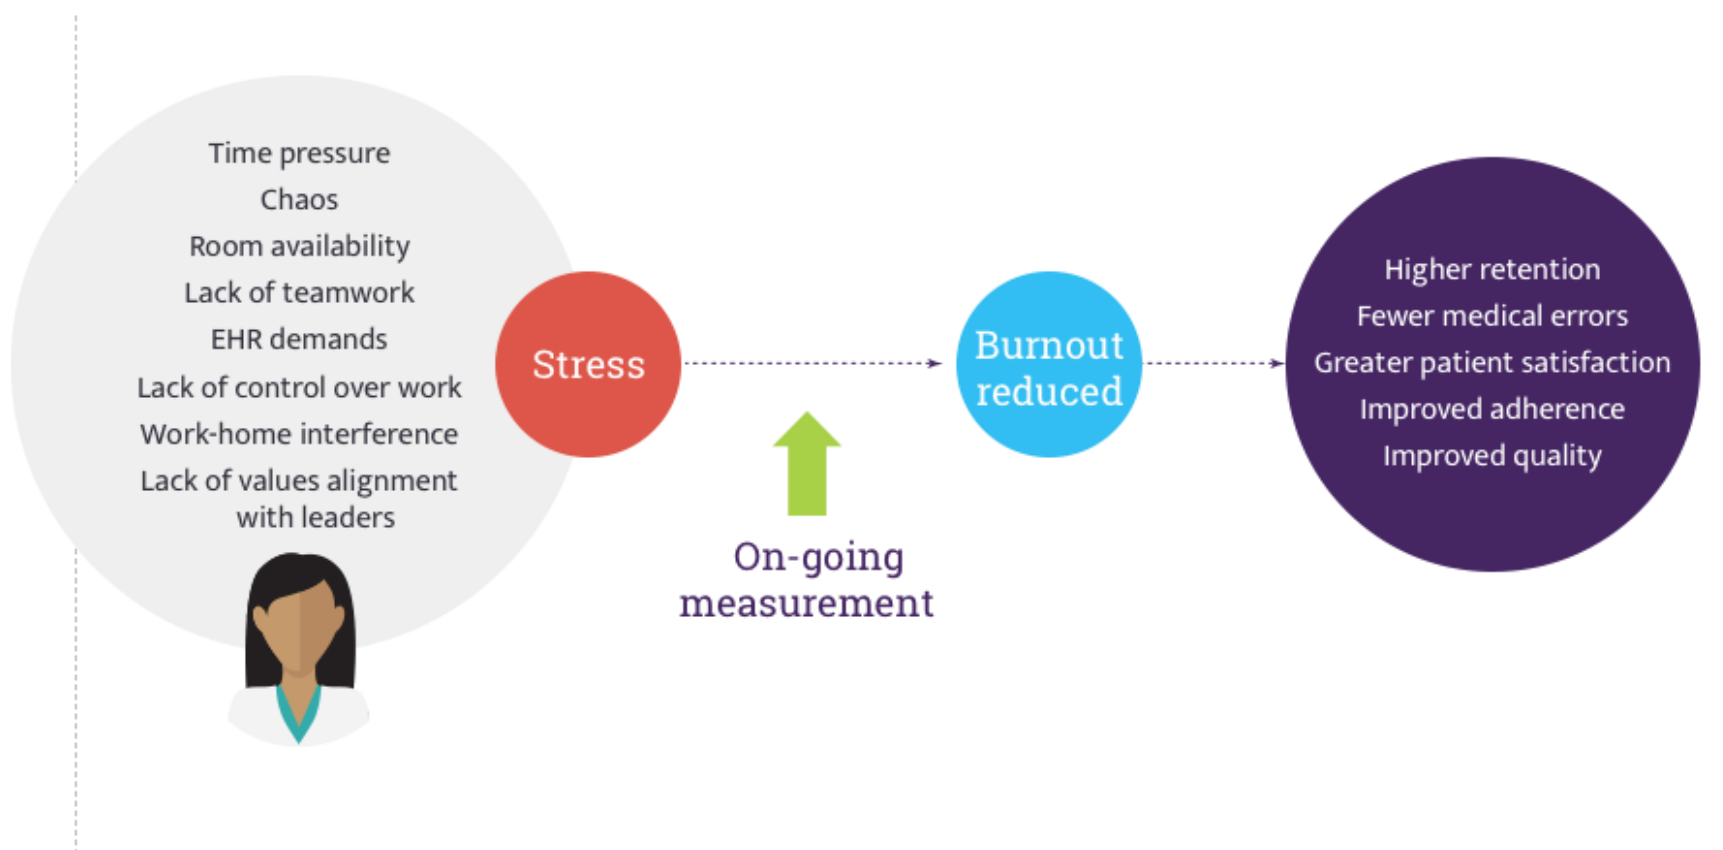 Time pressure
Chaos
Room availability
Lack of teamwork
EHR demands
Lack of control over work
Work-home interference
Lack of values alignment
with leaders
Stress
On-going
measurement
Burnout
reduced
Higher retention
Fewer medical errors
Greater patient satisfaction
Improved adherence
Improved quality